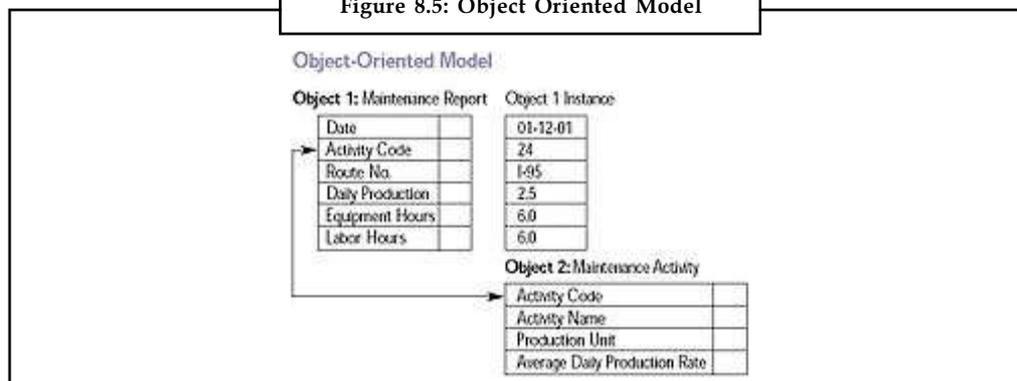 Figure 8.5: Object Oriented Model
Object-Oriented Model
Object 1: Maintenance Report Object 1 Instance
Date 01-12-01
Activity Code 24
Route No. I-95
Daily Production 2.5
Equipment Hours 6.0
Labor Hours 6.0
Object 2: Maintenance Activity
Activity Code
Activity Name
Production Unit
Average Daily Production Rate